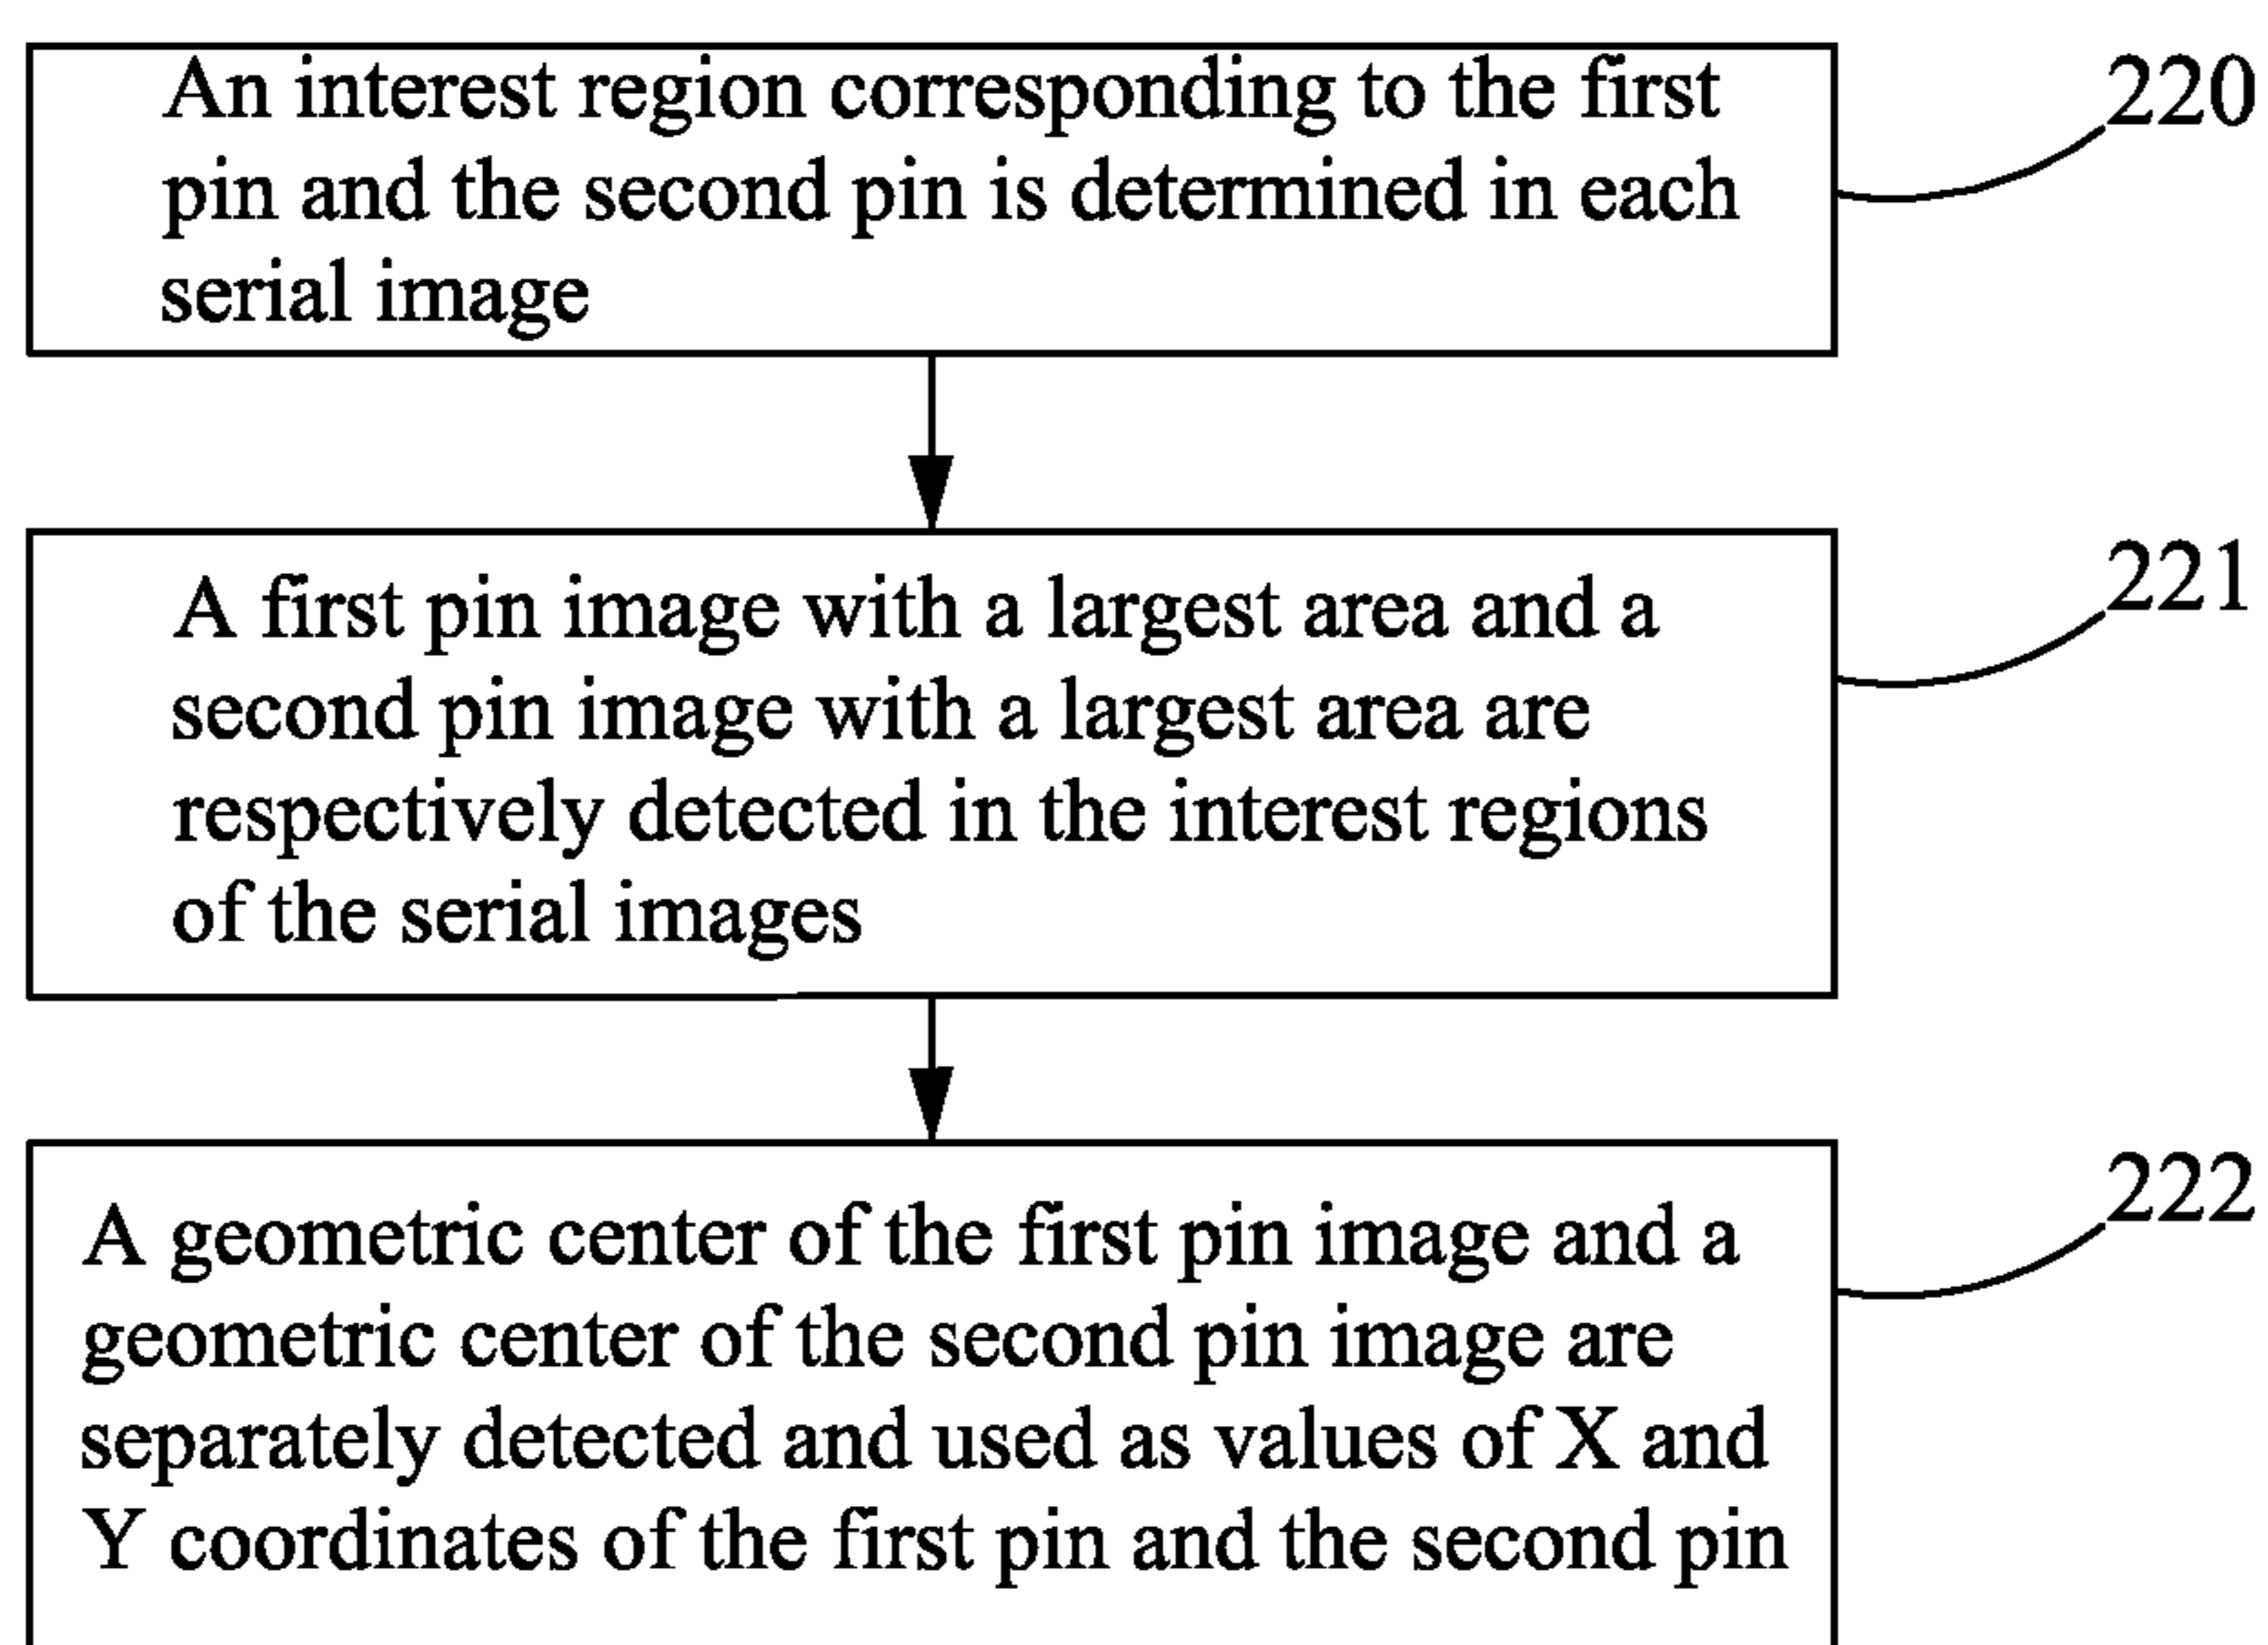 An interest region corresponding to the first
pin and the second pin is determined in each
serial image
220
A first pin image with a largest area and a
second pin image with a largest area are
respectively detected in the interest regions
of the serial images
221
A geometric center of the first pin image and a
geometric center of the second pin image are
separately detected and used as values of X and
Y coordinates of the first pin and the second pin
222